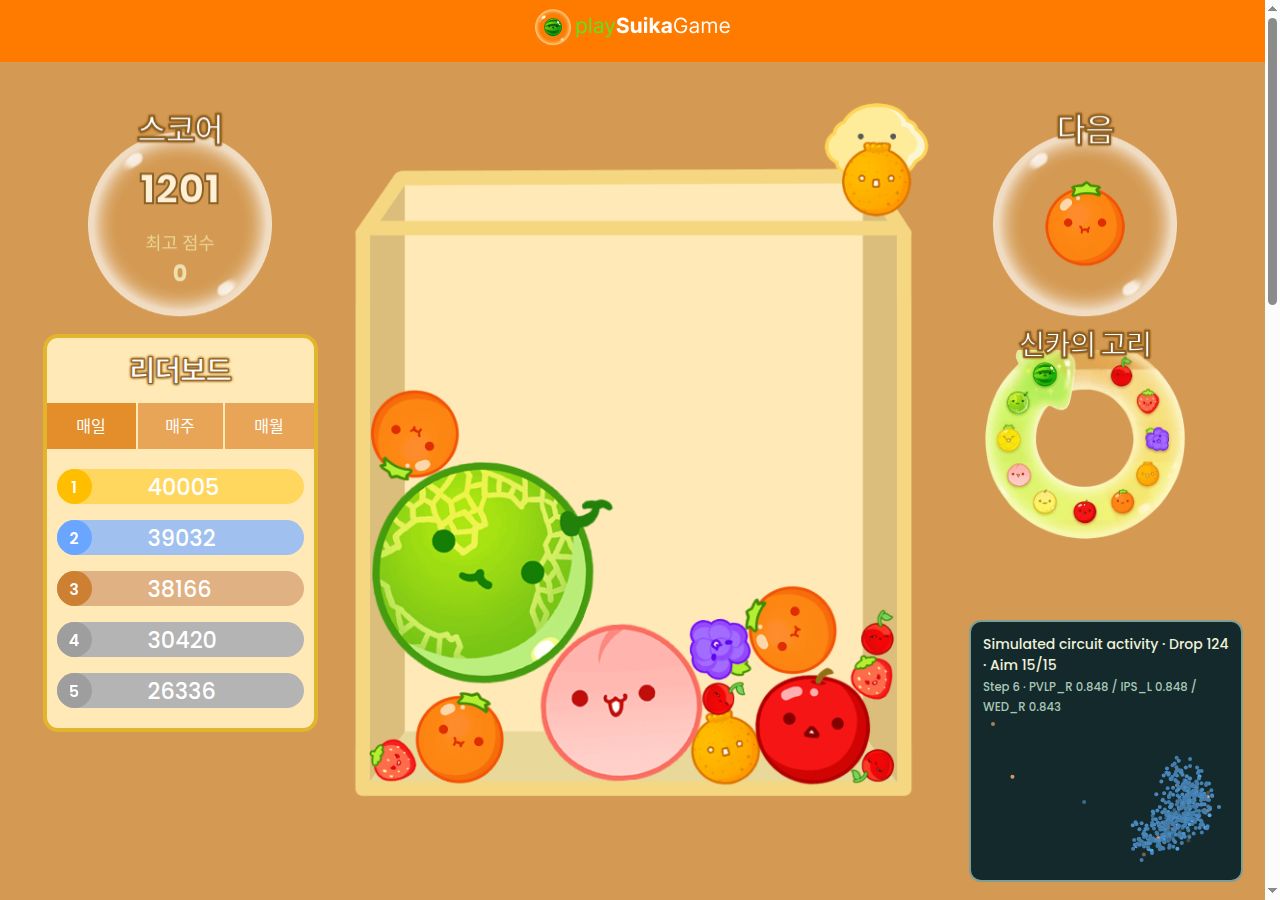 playSuikaGame
스코어
1201
최고 점수
0
리더보드
매일 매주 매월
1 40005
2 39032
3 38166
4 30420
5 26336
다음
신카의 고리
Simulated circuit activity · Drop 124
· Aim 15/15
Step 6 · PVLP_R 0.848 / IPS_L 0.848 /
WED_R 0.843